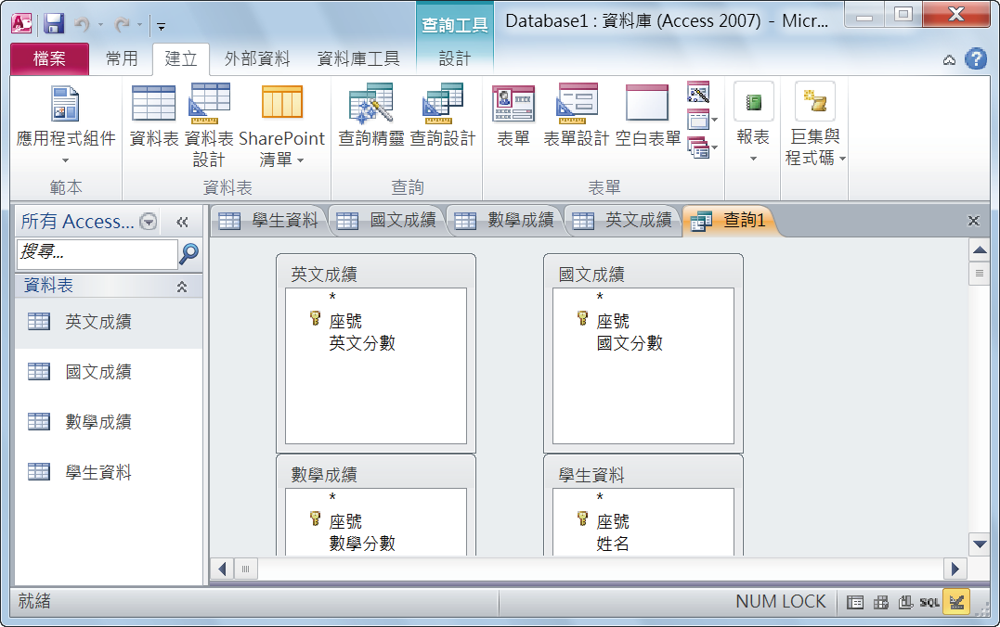 查詢工具
Database1 : 資料庫 (Access 2007) - Micr...
檔案 常用 建立 外部資料 資料庫工具 設計
應用程式組件 資料表 資料表 SharePoint 查詢精靈 查詢設計 表單 表單設計 空白表單 報表 巨集與
設計 清單 程式碼
範本 資料表 查詢 表單
所有 Access... «
學生資料 國文成績 數學成績 英文成績 查詢1
搜尋...
資料表
英文成績
國文成績
數學成績
學生資料
英文成績
*
座號
英文分數
國文成績
*
座號
國文分數
數學成績
*
座號
數學分數
學生資料
*
座號
姓名
就緒 NUM LOCK SQL